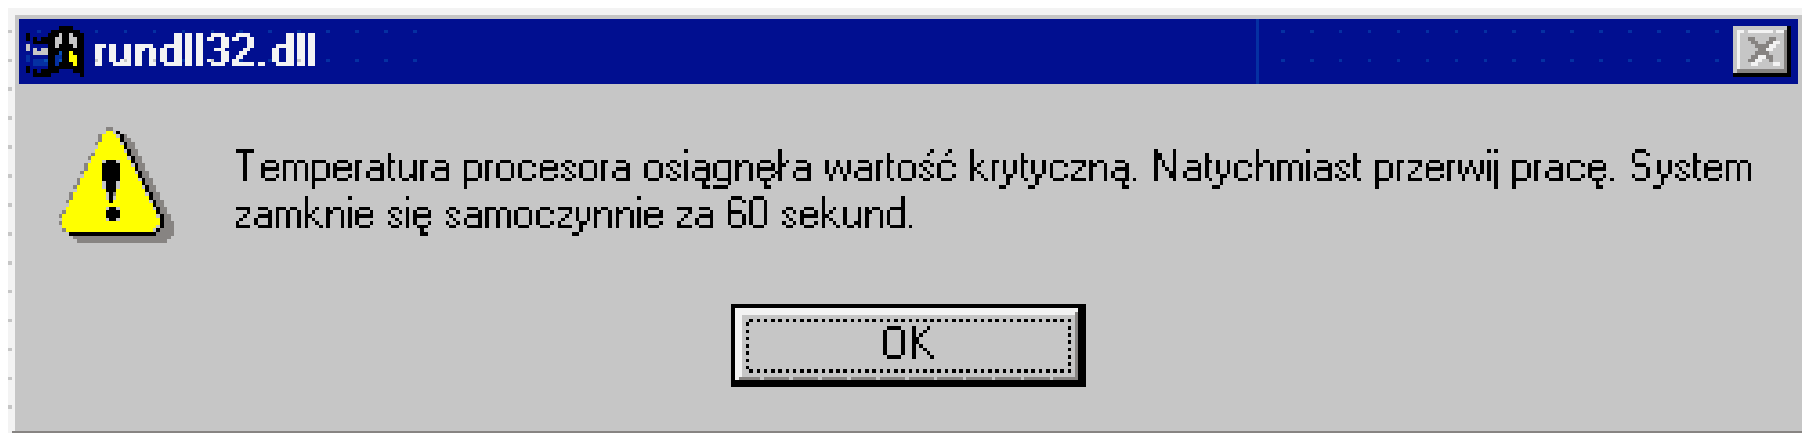 rundll32.dll
Temperatura procesora osiągnęła wartość krytyczną. Natychmiast przerwij pracę. System
zamknie się samoczynnie za 60 sekund.
OK